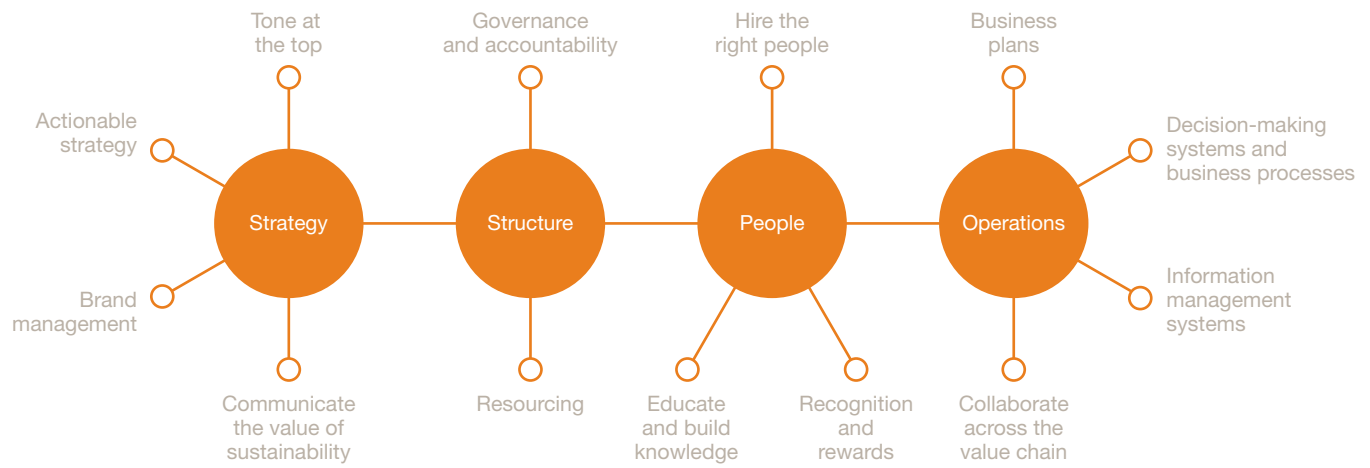 Tone at
the top
Governance
and accountability
Hire the
right people
Business
plans
Actionable
strategy
Decision-making
systems and
business processes
Strategy
Structure
People
Operations
Brand
management
Information
management
systems
Communicate
the value of
sustainability
Resourcing
Educate
and build
knowledge
Recognition
and
rewards
Collaborate
across the
value chain